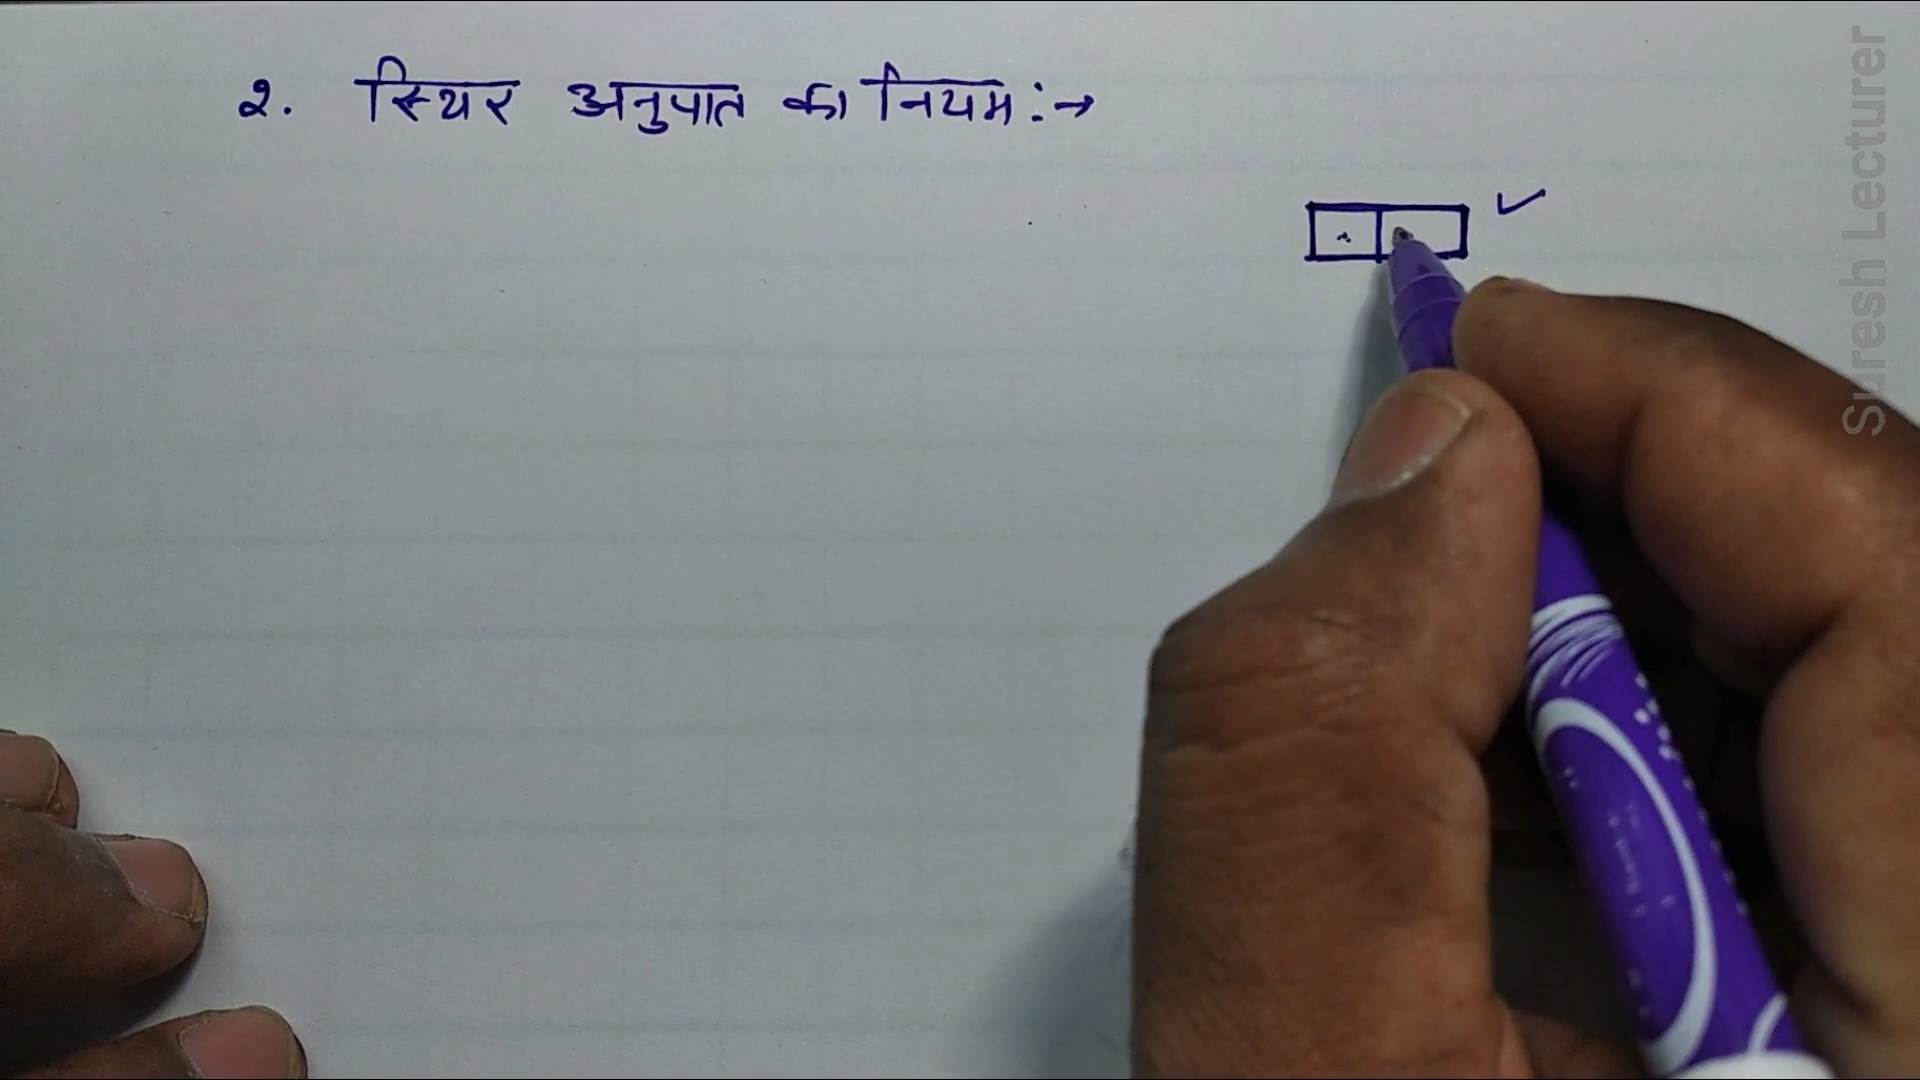 २. स्थिर अनुपात का नियम :→
Suresh Lecturer